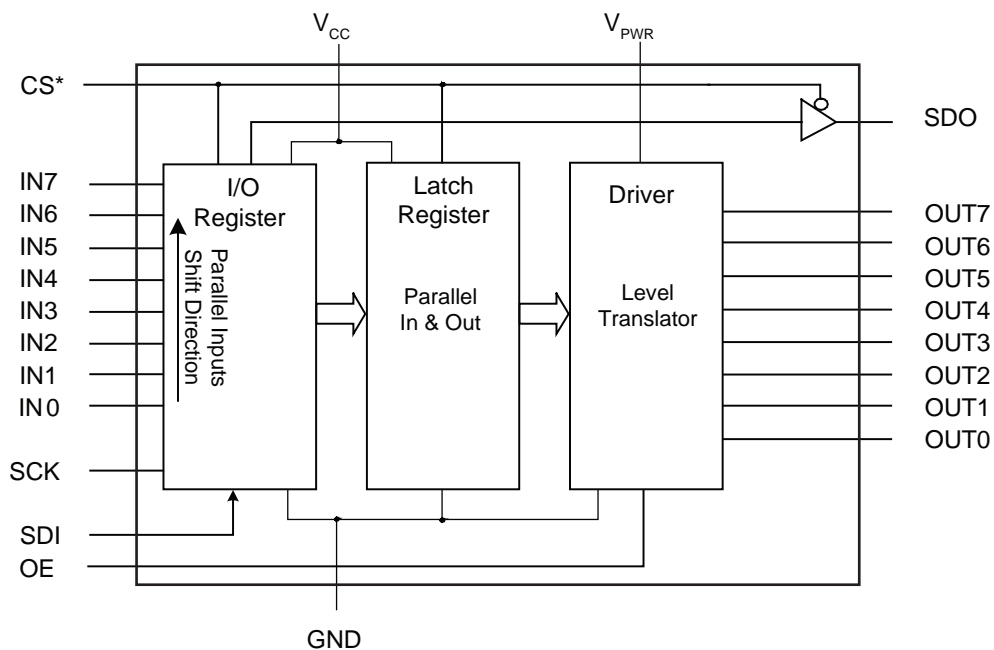 V_CC
V_PWR
CS*
SDO
IN7
IN6
IN5
IN4
IN3
IN2
IN1
IN0
SCK
SDI
OE
I/O
Register
Parallel Inputs
Shift Direction
Latch
Register
Parallel
In & Out
Driver
Level
Translator
OUT7
OUT6
OUT5
OUT4
OUT3
OUT2
OUT1
OUT0
GND